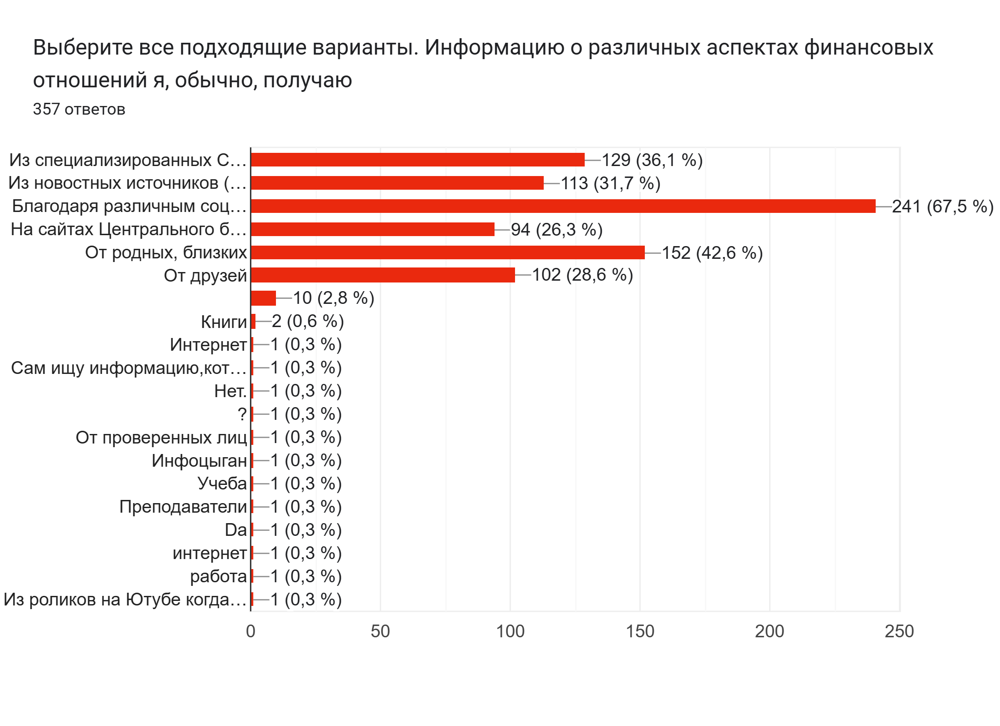 Выберите все подходящие варианты. Информацию о различных аспектах финансовых
отношений я, обычно, получаю
357 ответов
Из специализированных С… 129 (36,1 %)
Из новостных источников (… 113 (31,7 %)
Благодаря различным соц… 241 (67,5 %)
На сайтах Центрального б… 94 (26,3 %)
От родных, близких 152 (42,6 %)
От друзей 102 (28,6 %)
10 (2,8 %)
Книги 2 (0,6 %)
Интернет 1 (0,3 %)
Сам ищу информацию,кот… 1 (0,3 %)
Нет. 1 (0,3 %)
? 1 (0,3 %)
От проверенных лиц 1 (0,3 %)
Инфоцыган 1 (0,3 %)
Учеба 1 (0,3 %)
Преподаватели 1 (0,3 %)
Da 1 (0,3 %)
интернет 1 (0,3 %)
работа 1 (0,3 %)
Из роликов на Ютубе когда… 1 (0,3 %)
0 50 100 150 200 250